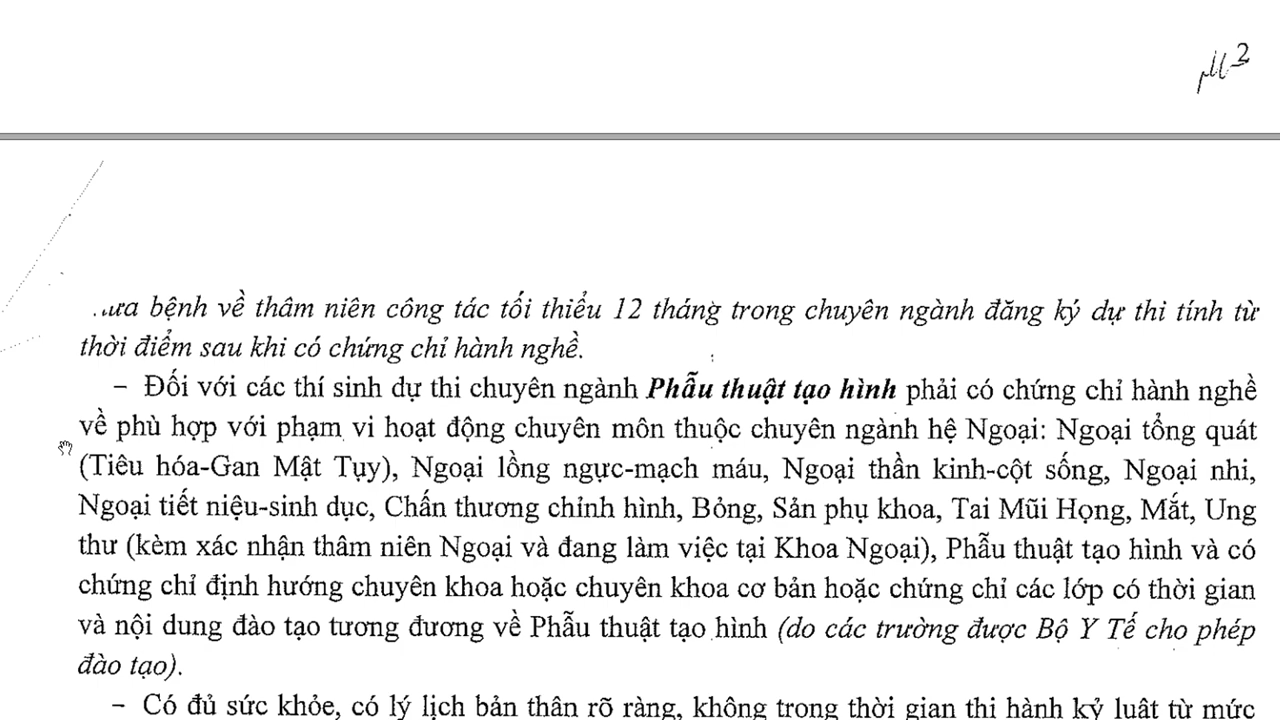 2
bệnh về thâm niên công tác tối thiểu 12 tháng trong chuyên ngành đăng ký dự thi tính từ
thời điểm sau khi có chứng chỉ hành nghề.
– Đối với các thí sinh dự thi chuyên ngành Phẫu thuật tạo hình phải có chứng chỉ hành nghề
về phù hợp với phạm vi hoạt động chuyên môn thuộc chuyên ngành hệ Ngoại: Ngoại tổng quát
(Tiêu hóa-Gan Mật Tụy), Ngoại lồng ngực-mạch máu, Ngoại thần kinh-cột sống, Ngoại nhi,
Ngoại tiết niệu-sinh dục, Chấn thương chỉnh hình, Bỏng, Sản phụ khoa, Tai Mũi Họng, Mắt, Ung
thư (kèm xác nhận thâm niên Ngoại và đang làm việc tại Khoa Ngoại), Phẫu thuật tạo hình và có
chứng chỉ định hướng chuyên khoa hoặc chuyên khoa cơ bản hoặc chứng chỉ các lớp có thời gian
và nội dung đào tạo tương đương về Phẫu thuật tạo hình (do các trường được Bộ Y Tế cho phép
đào tạo).
– Có đủ sức khỏe, có lý lịch bản thân rõ ràng, không trong thời gian thi hành kỷ luật từ mức